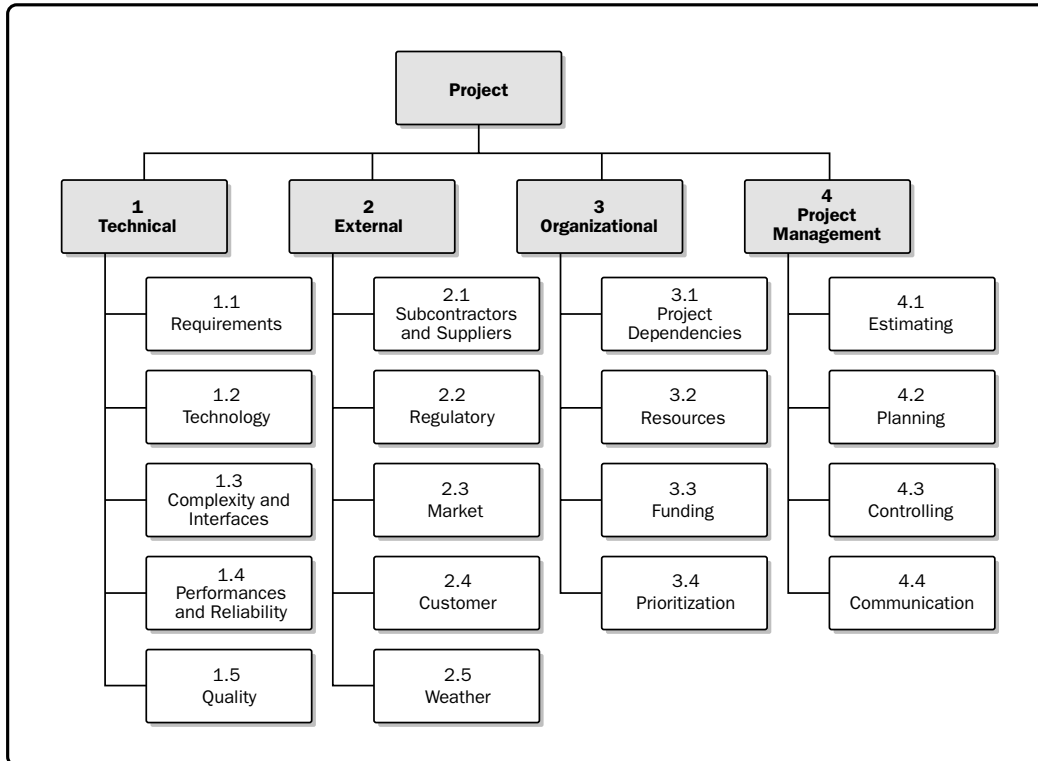 Project
1
Technical
2
External
3
Organizational
4
Project
Management
1.1
Requirements
2.1
Subcontractors
and Suppliers
3.1
Project
Dependencies
4.1
Estimating
1.2
Technology
2.2
Regulatory
3.2
Resources
4.2
Planning
1.3
Complexity and
Interfaces
2.3
Market
3.3
Funding
4.3
Controlling
1.4
Performances
and Reliability
2.4
Customer
3.4
Prioritization
4.4
Communication
1.5
Quality
2.5
Weather